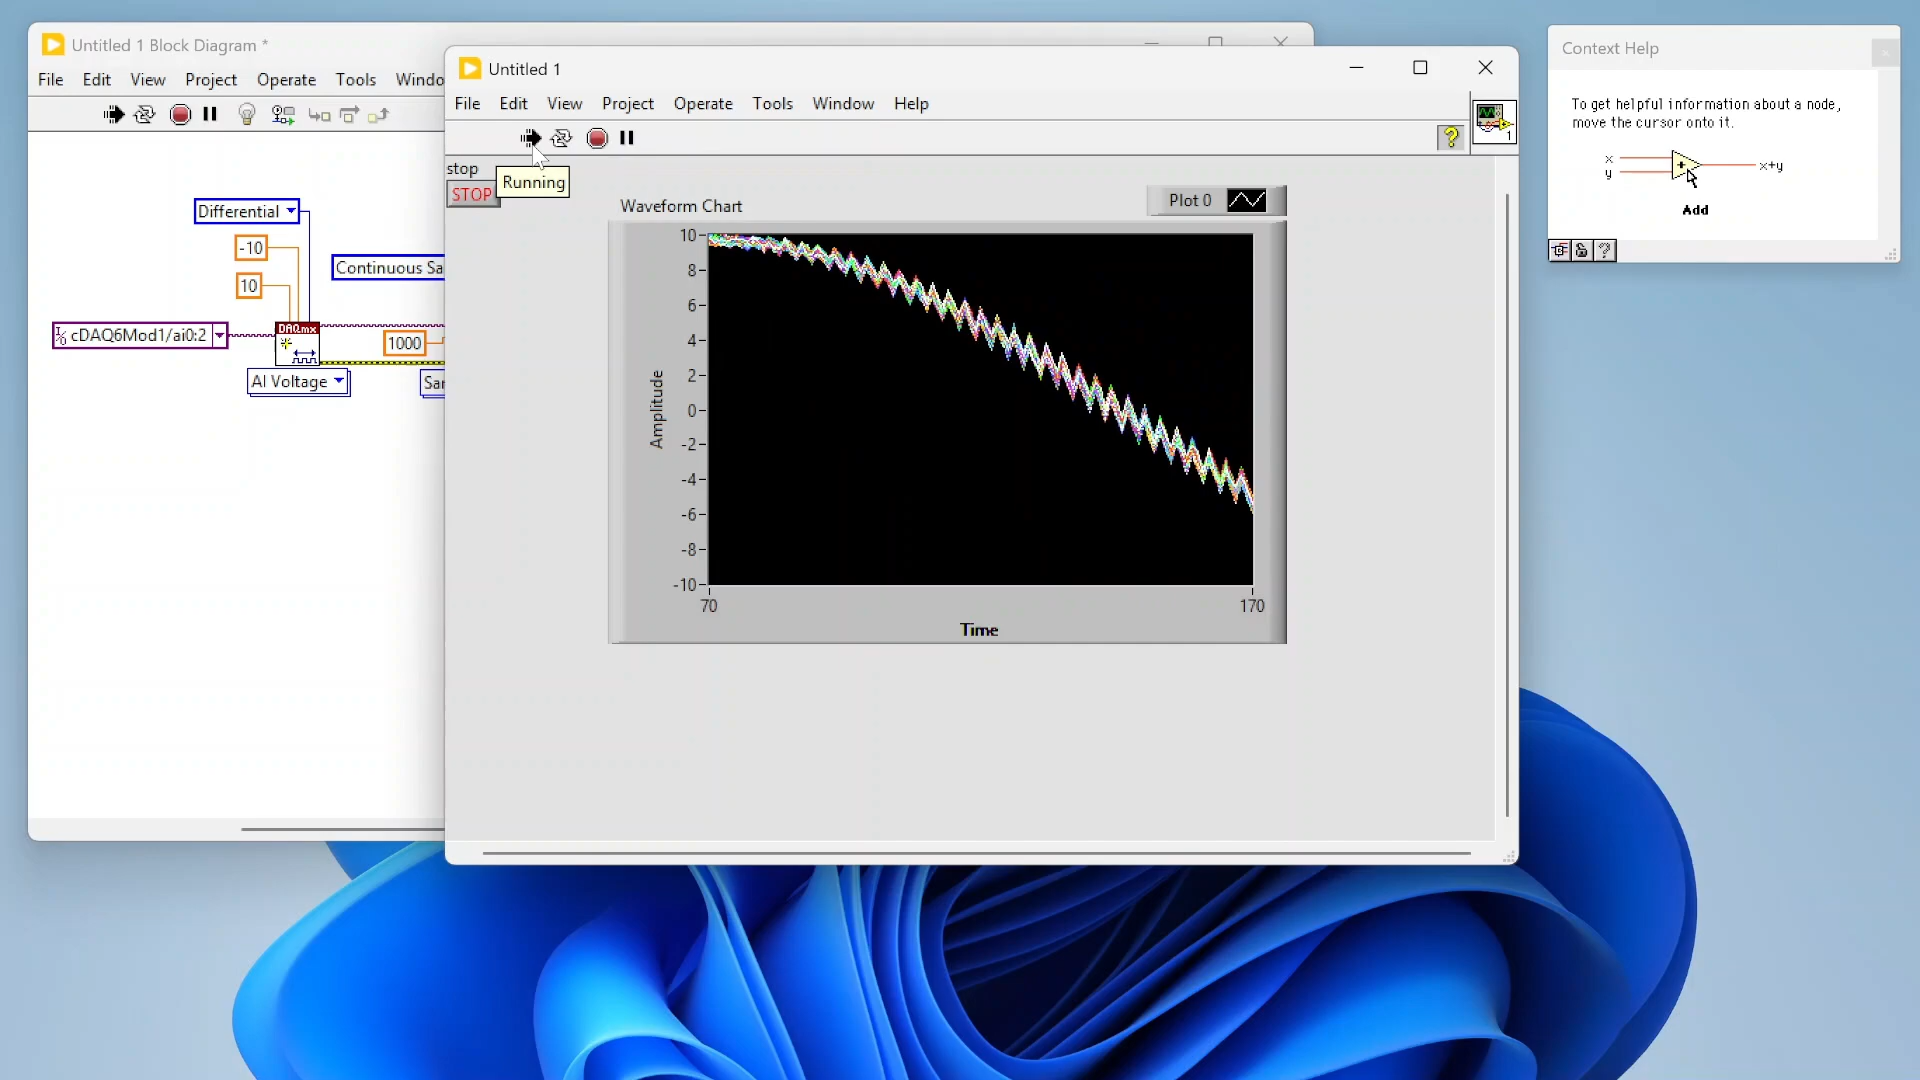 Untitled 1 Block Diagram *
File Edit View Project Operate Tools Windo
Differential
-10
10
Continuous Sa
cDAQ6Mod1/ai0:2
DAQmx
1000
AI Voltage
Sar
Untitled 1
File Edit View Project Operate Tools Window Help
?
1
stop
STOP
Running
Waveform Chart
Plot 0
10
8
6
4
2
0
-2
-4
-6
-8
-10
Amplitude
70
170
Time
Context Help
To get helpful information about a node,
move the cursor onto it.
x
y
x+y
Add
?